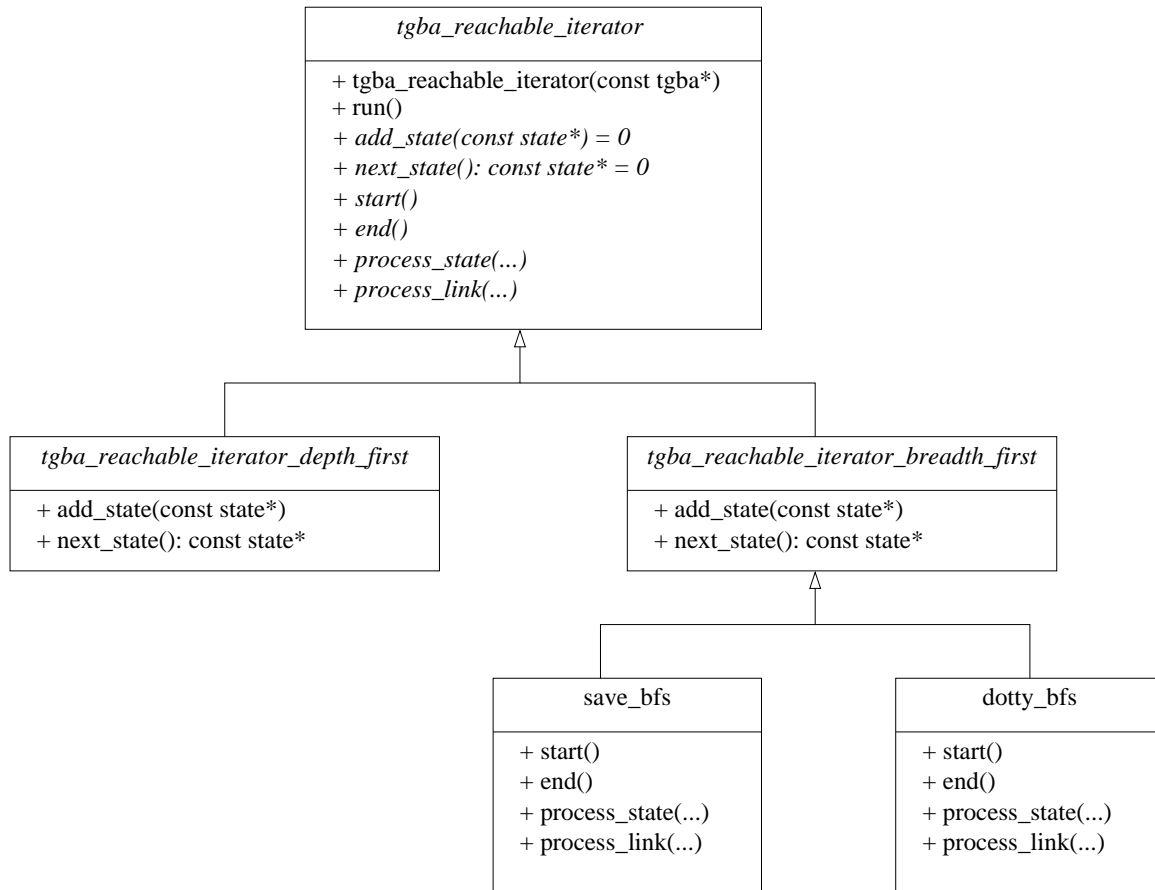 tgba_reachable_iterator
+ tgba_reachable_iterator(const tgba*)
+ run()
+ add_state(const state*) = 0
+ next_state(): const state* = 0
+ start()
+ end()
+ process_state(...)
+ process_link(...)
tgba_reachable_iterator_depth_first
+ add_state(const state*)
+ next_state(): const state*
tgba_reachable_iterator_breadth_first
+ add_state(const state*)
+ next_state(): const state*
save_bfs
+ start()
+ end()
+ process_state(...)
+ process_link(...)
dotty_bfs
+ start()
+ end()
+ process_state(...)
+ process_link(...)